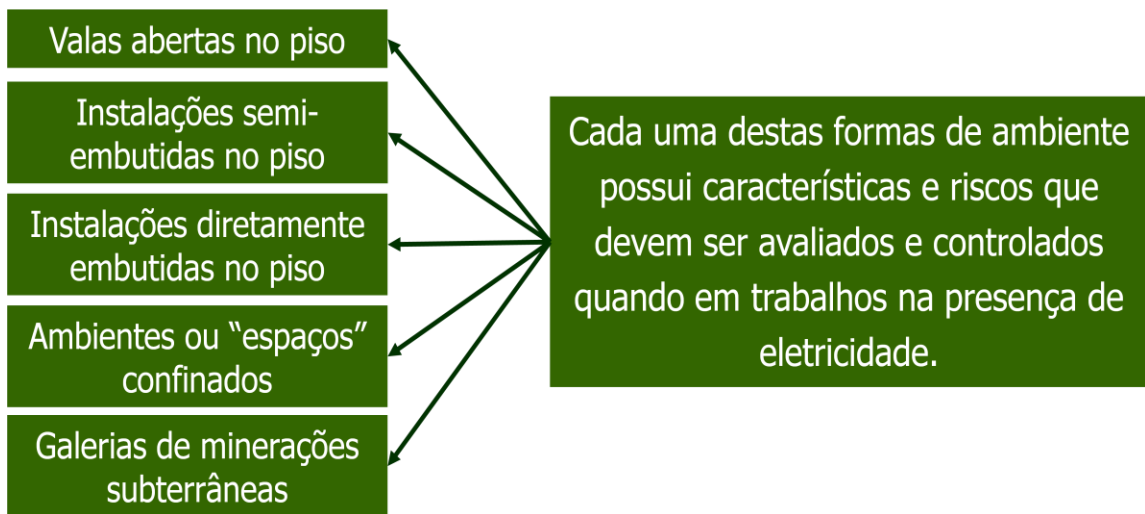 Valas abertas no piso
Instalações semi-
embutidas no piso
Instalações diretamente
embutidas no piso
Ambientes ou “espaços”
confinados
Galerias de minerações
subterrâneas
Cada uma destas formas de ambiente
possui características e riscos que
devem ser avaliados e controlados
quando em trabalhos na presença de
eletricidade.